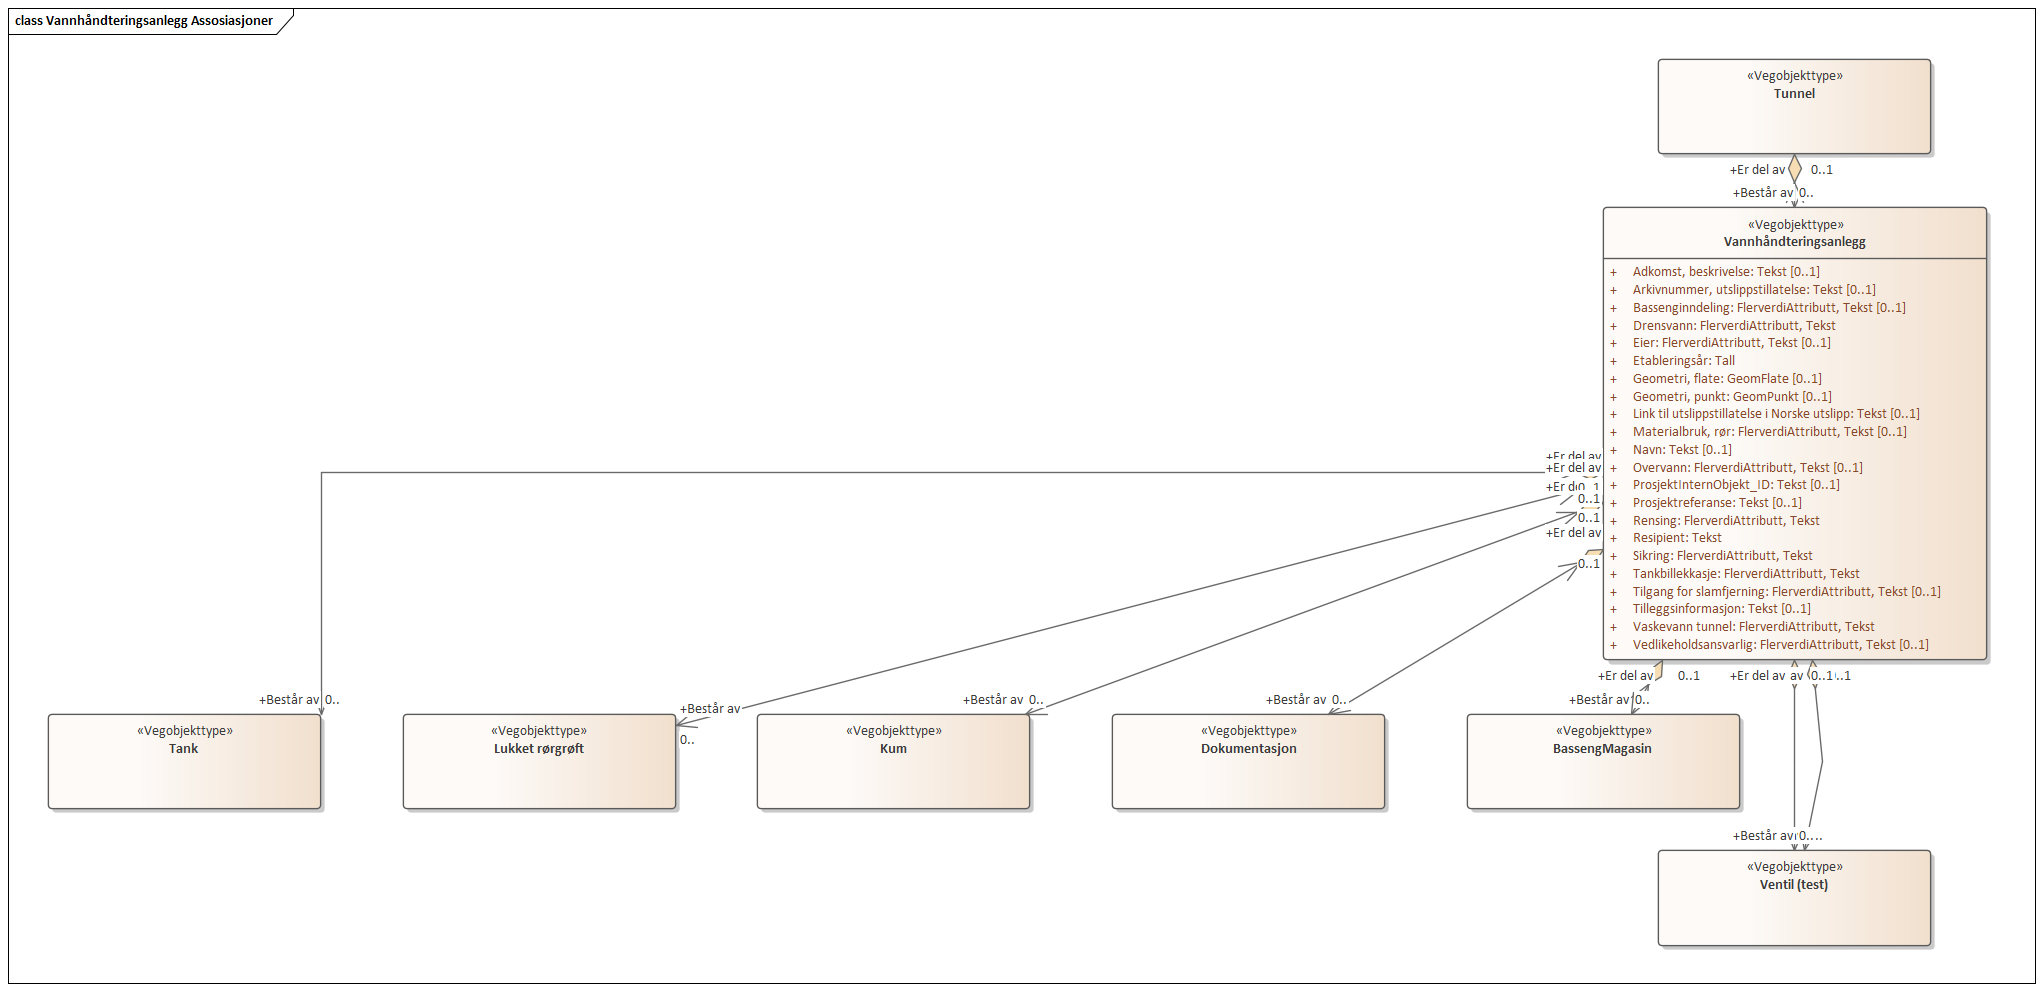 class Vannhåndteringsanlegg Assosiasjoner
«Vegobjekttype»
Tunnel
+Er del av
0..1
+Består av
0..
«Vegobjekttype»
Vannhåndteringsanlegg
+ Adkomst, beskrivelse: Tekst [0..1]
+ Arkivnummer, utslippstillatelse: Tekst [0..1]
+ Bassenginndeling: FlerverdiAttributt, Tekst [0..1]
+ Drensvann: FlerverdiAttributt, Tekst
+ Eier: FlerverdiAttributt, Tekst [0..1]
+ Etableringsår: Tall
+ Geometri, flate: GeomFlate [0..1]
+ Geometri, punkt: GeomPunkt [0..1]
+ Link til utslippstillatelse i Norske utslipp: Tekst [0..1]
+ Materialbruk, rør: FlerverdiAttributt, Tekst [0..1]
+ Navn: Tekst [0..1]
+ Overvann: FlerverdiAttributt, Tekst [0..1]
+ ProsjektInternObjekt_ID: Tekst [0..1]
+ Prosjektreferanse: Tekst [0..1]
+ Rensing: FlerverdiAttributt, Tekst
+ Resipient: Tekst
+ Sikring: FlerverdiAttributt, Tekst
+ Tankbillekkasje: FlerverdiAttributt, Tekst
+ Tilgang for slamfjerning: FlerverdiAttributt, Tekst [0..1]
+ Tilleggsinformasjon: Tekst [0..1]
+ Vaskevann tunnel: FlerverdiAttributt, Tekst
+ Vedlikeholdsansvarlig: FlerverdiAttributt, Tekst [0..1]
+Er del av
+Er del av
+Er d
0..1
0..1
0..1
+Er del av
0..1
+Er del av
0..1
+Er del av
av
0..1
..1
+Består av
0..
+Består av
0..
+Består av
0..
+Består av
0..
+Består av
0..
«Vegobjekttype»
Tank
«Vegobjekttype»
Lukket rørgrøft
«Vegobjekttype»
Kum
«Vegobjekttype»
Dokumentasjon
«Vegobjekttype»
BassengMagasin
+Består av
0....
«Vegobjekttype»
Ventil (test)